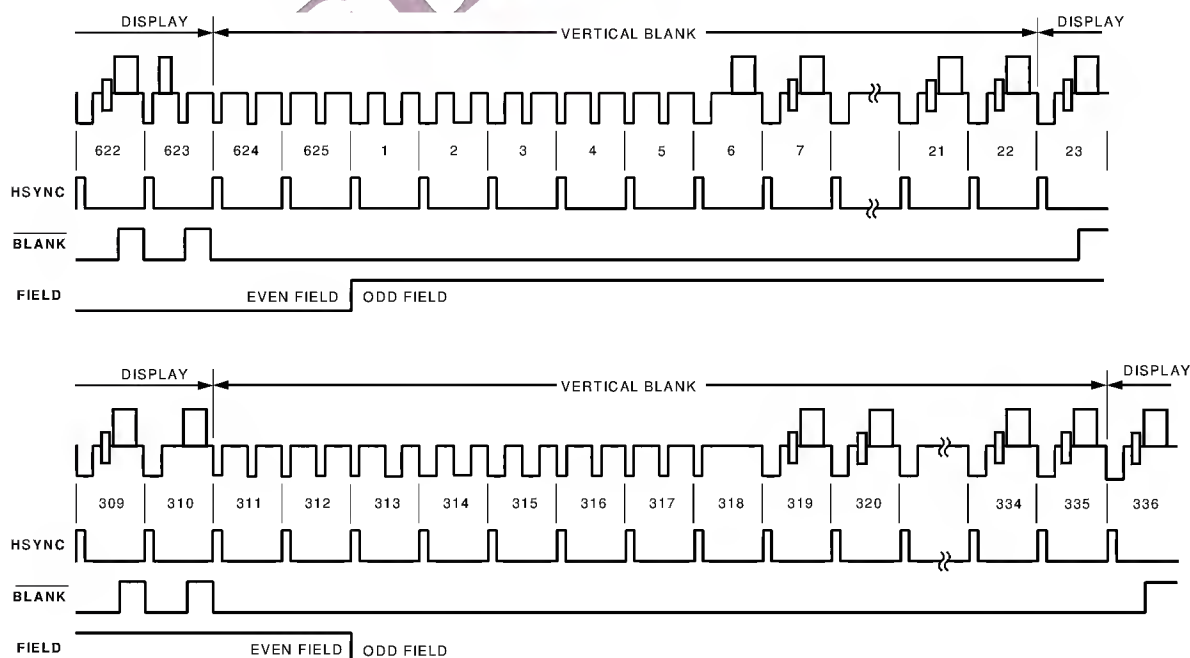 DISPLAY VERTICAL BLANK DISPLAY
622 623 624 625 1 2 3 4 5 6 7 21 22 23
HSYNC
BLANK
FIELD EVEN FIELD ODD FIELD
DISPLAY VERTICAL BLANK DISPLAY
309 310 311 312 313 314 315 316 317 318 319 320 334 335 336
HSYNC
BLANK
FIELD EVEN FIELD ODD FIELD